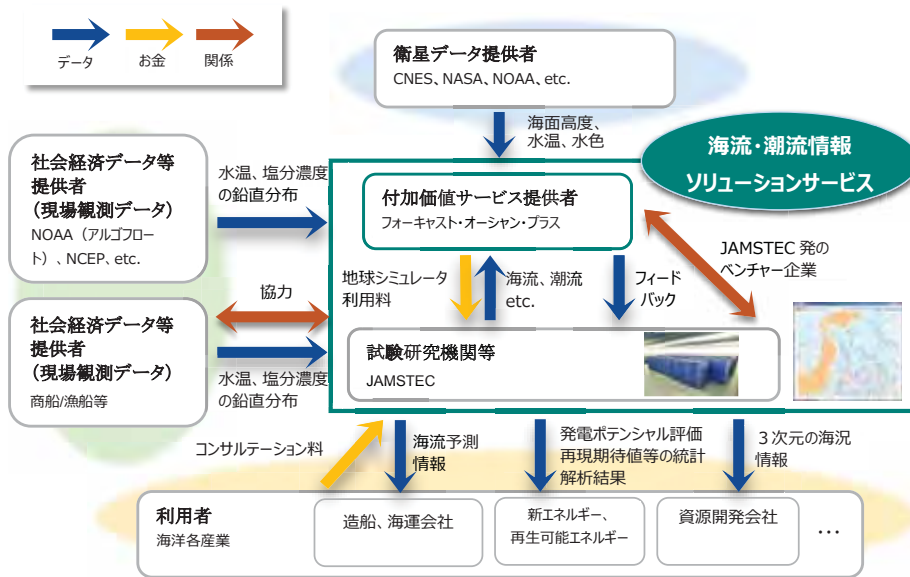 データ
お金
関係
衛星データ提供者
CNES、NASA、NOAA、etc.
海面高度、
水温、水色
海流・潮流情報
ソリューションサービス
社会経済データ等
提供者
（現場観測データ）
NOAA（アルゴフロー
ト）、NCEP、etc.
水温、塩分濃度
の鉛直分布
付加価値サービス提供者
フォーキャスト・オーシャン・プラス
JAMSTEC 発の
ベンチャー企業
地球シミュレータ
利用料
海流、潮流
etc.
フィード
バック
協力
社会経済データ等
提供者
（現場観測データ）
商船/漁船等
水温、塩分濃度
の鉛直分布
試験研究機関等
JAMSTEC
コンサルテーション料
海流予測
情報
発電ポテンシャル評価
再現期待値等の統計
解析結果
３次元の海況
情報
利用者
海洋各産業
造船、海運会社
新エネルギー、
再生可能エネルギー
資源開発会社
…